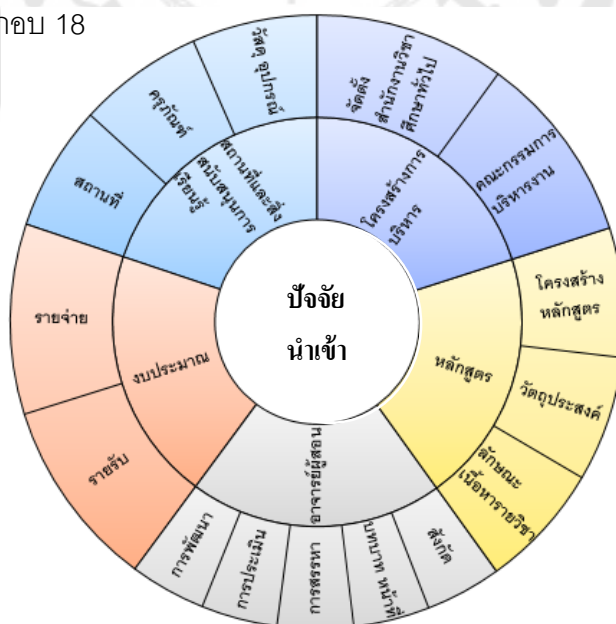 กอบ 18
ปัจจัย
นำเข้า
โครงสร้างการ
บริหาร
จัดตั้ง
สำนักงานวิชา
ศึกษาทั่วไป
คณะกรรมการ
บริหารงาน
หลักสูตร
โครงสร้าง
หลักสูตร
วัตถุประสงค์
ลักษณะ
เนื้อหารายวิชา
อาจารย์ผู้สอน
สังกัด
บทบาท หน้าที่
การสรรหา
การประเมิน
การพัฒนา
งบประมาณ
รายรับ
รายจ่าย
สถานที่และสิ่ง
สนับสนุนการ
เรียนรู้
สถานที่
ครุภัณฑ์
วัสดุ อุปกรณ์